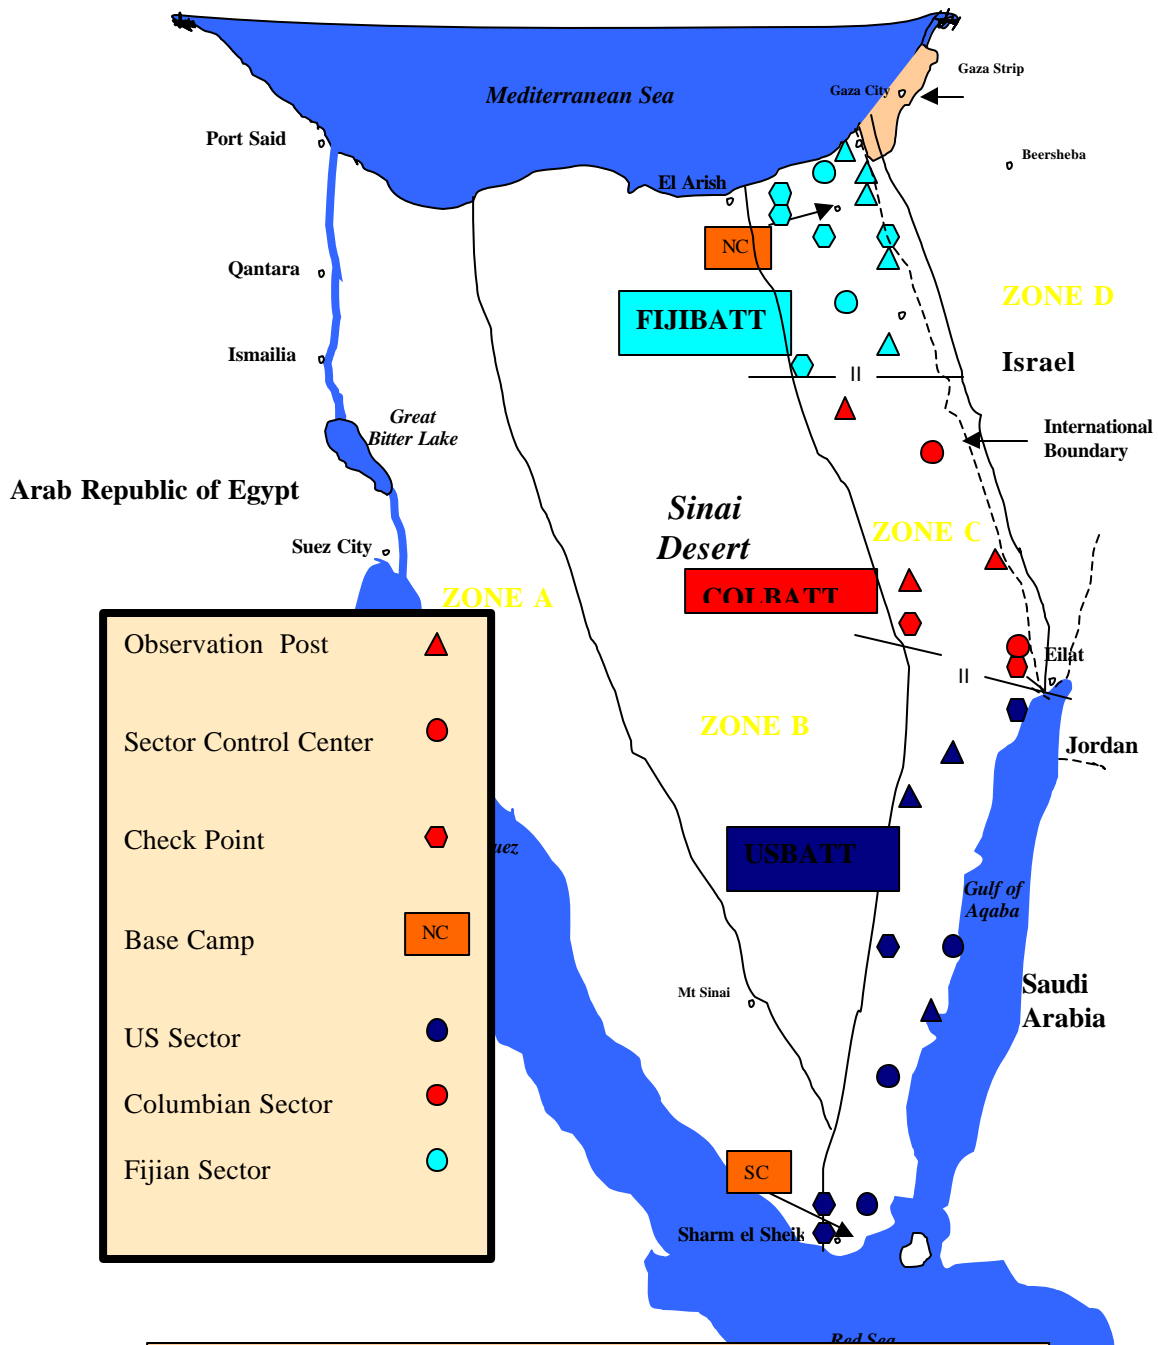 Gaza Strip
Gaza City
Mediterranean Sea
Port Said
Beersheba
El Arish
NC
Qantara
ZONE D
FIJIBATT
Ismailia
Israel
II
Great
Bitter Lake
International
Boundary
Arab Republic of Egypt
Sinai
Desert
ZONE C
Suez City
ZONE A
COLBATT
Observation Post
Eilat
II
Sector Control Center
ZONE B
Jordan
Check Point
uez
USBATT
Gulf of
Aqaba
Base Camp
NC
Mt Sinai
Saudi
Arabia
US Sector
Columbian Sector
Fijian Sector
SC
Sharm el Sheik
Red Sea